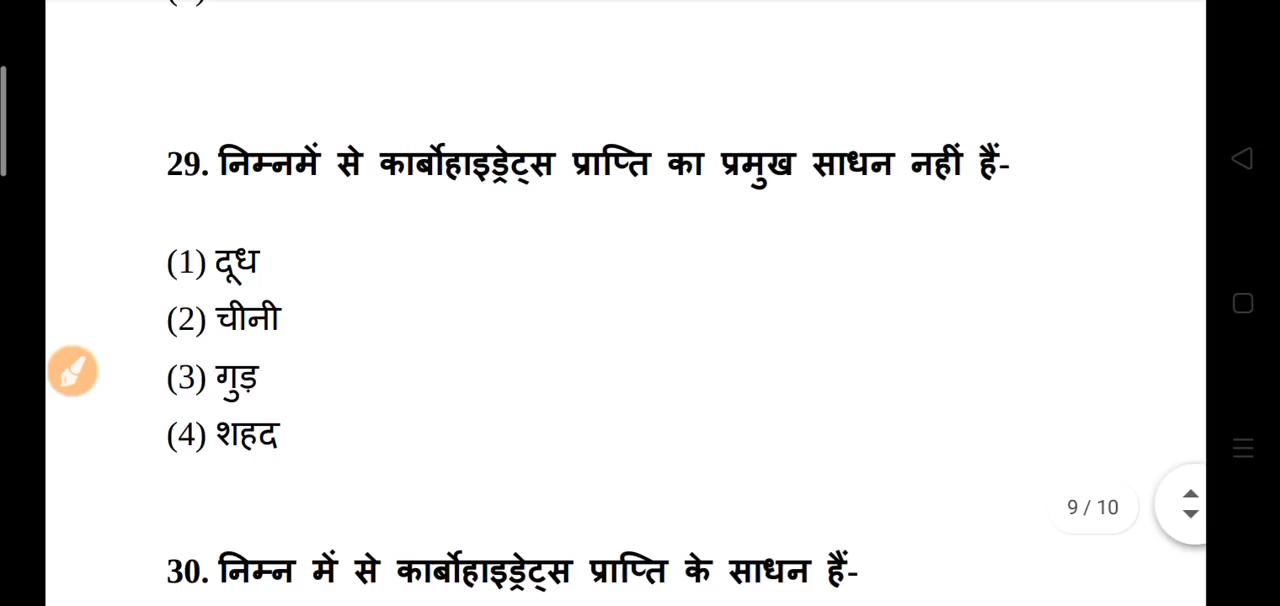 29. निम्नमें से कार्बोहाइड्रेट्स प्राप्ति का प्रमुख साधन नहीं हैं-
(1) दूध
(2) चीनी
(3) गुड़
(4) शहद
9 / 10
30. निम्न में से कार्बोहाइड्रेट्स प्राप्ति के साधन हैं-